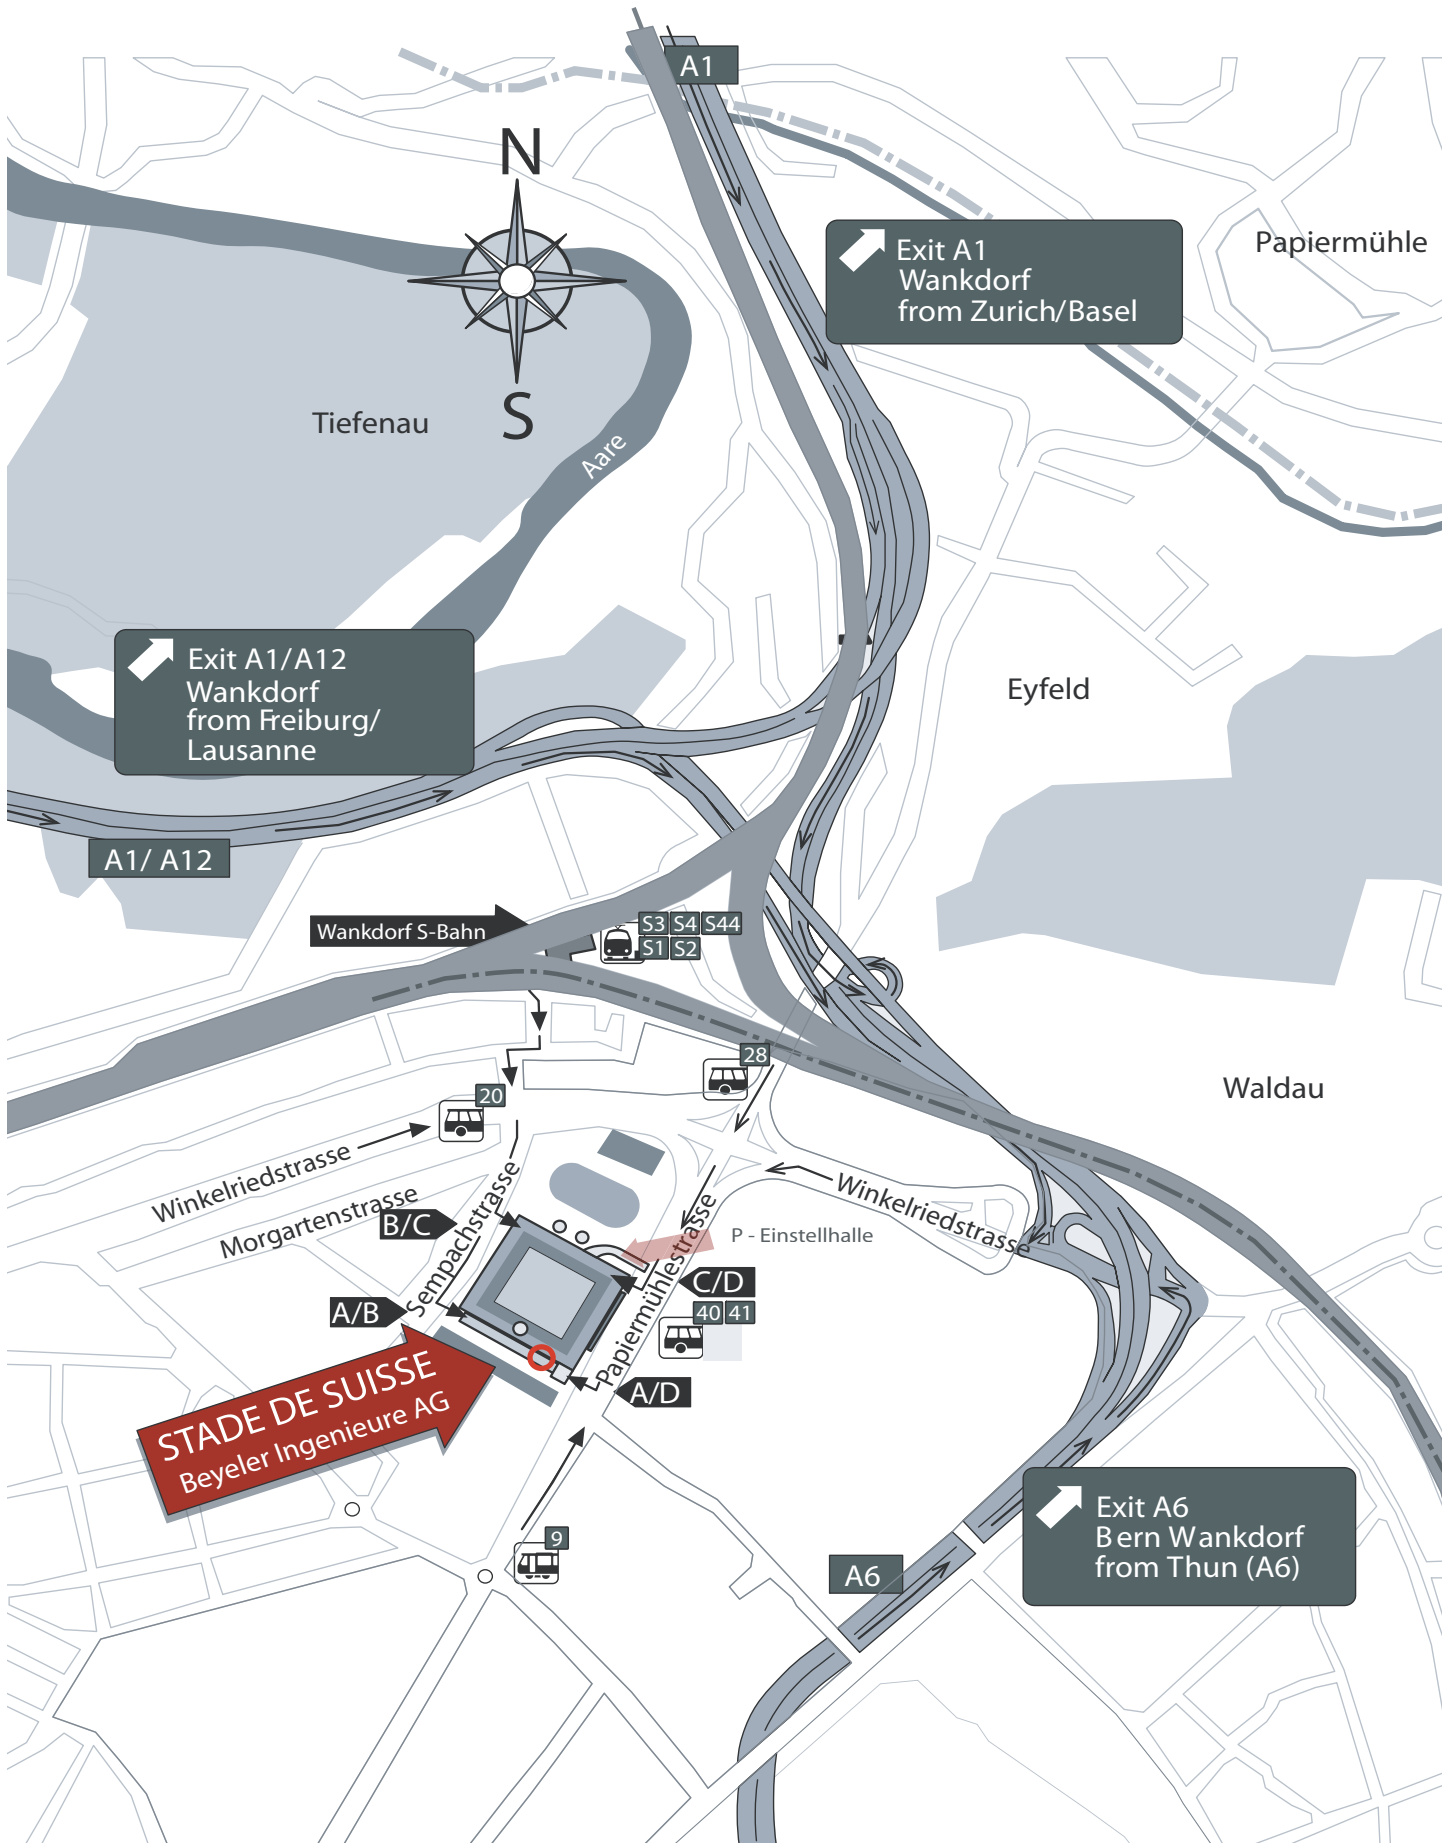 A1
N
Exit A1
Wankdorf
from Zurich/Basel
Papiermühle
S
Tiefenau
Aare
Exit A1/A12
Wankdorf
from Freiburg/
Lausanne
Eyfeld
A1/ A12
Wankdorf S-Bahn
S3 S4 S44
S1 S2
28
20
Waldau
Winkelriedstrasse
Morgartenstrasse
Sempachstrasse
Papiermühlestrasse
Winkelriedstrasse
P - Einstellhalle
B/C
C/D
A/B
40 41
A/D
STADE DE SUISSE
Beyeler Ingenieure AG
9
A6
Exit A6
Bern Wankdorf
from Thun (A6)